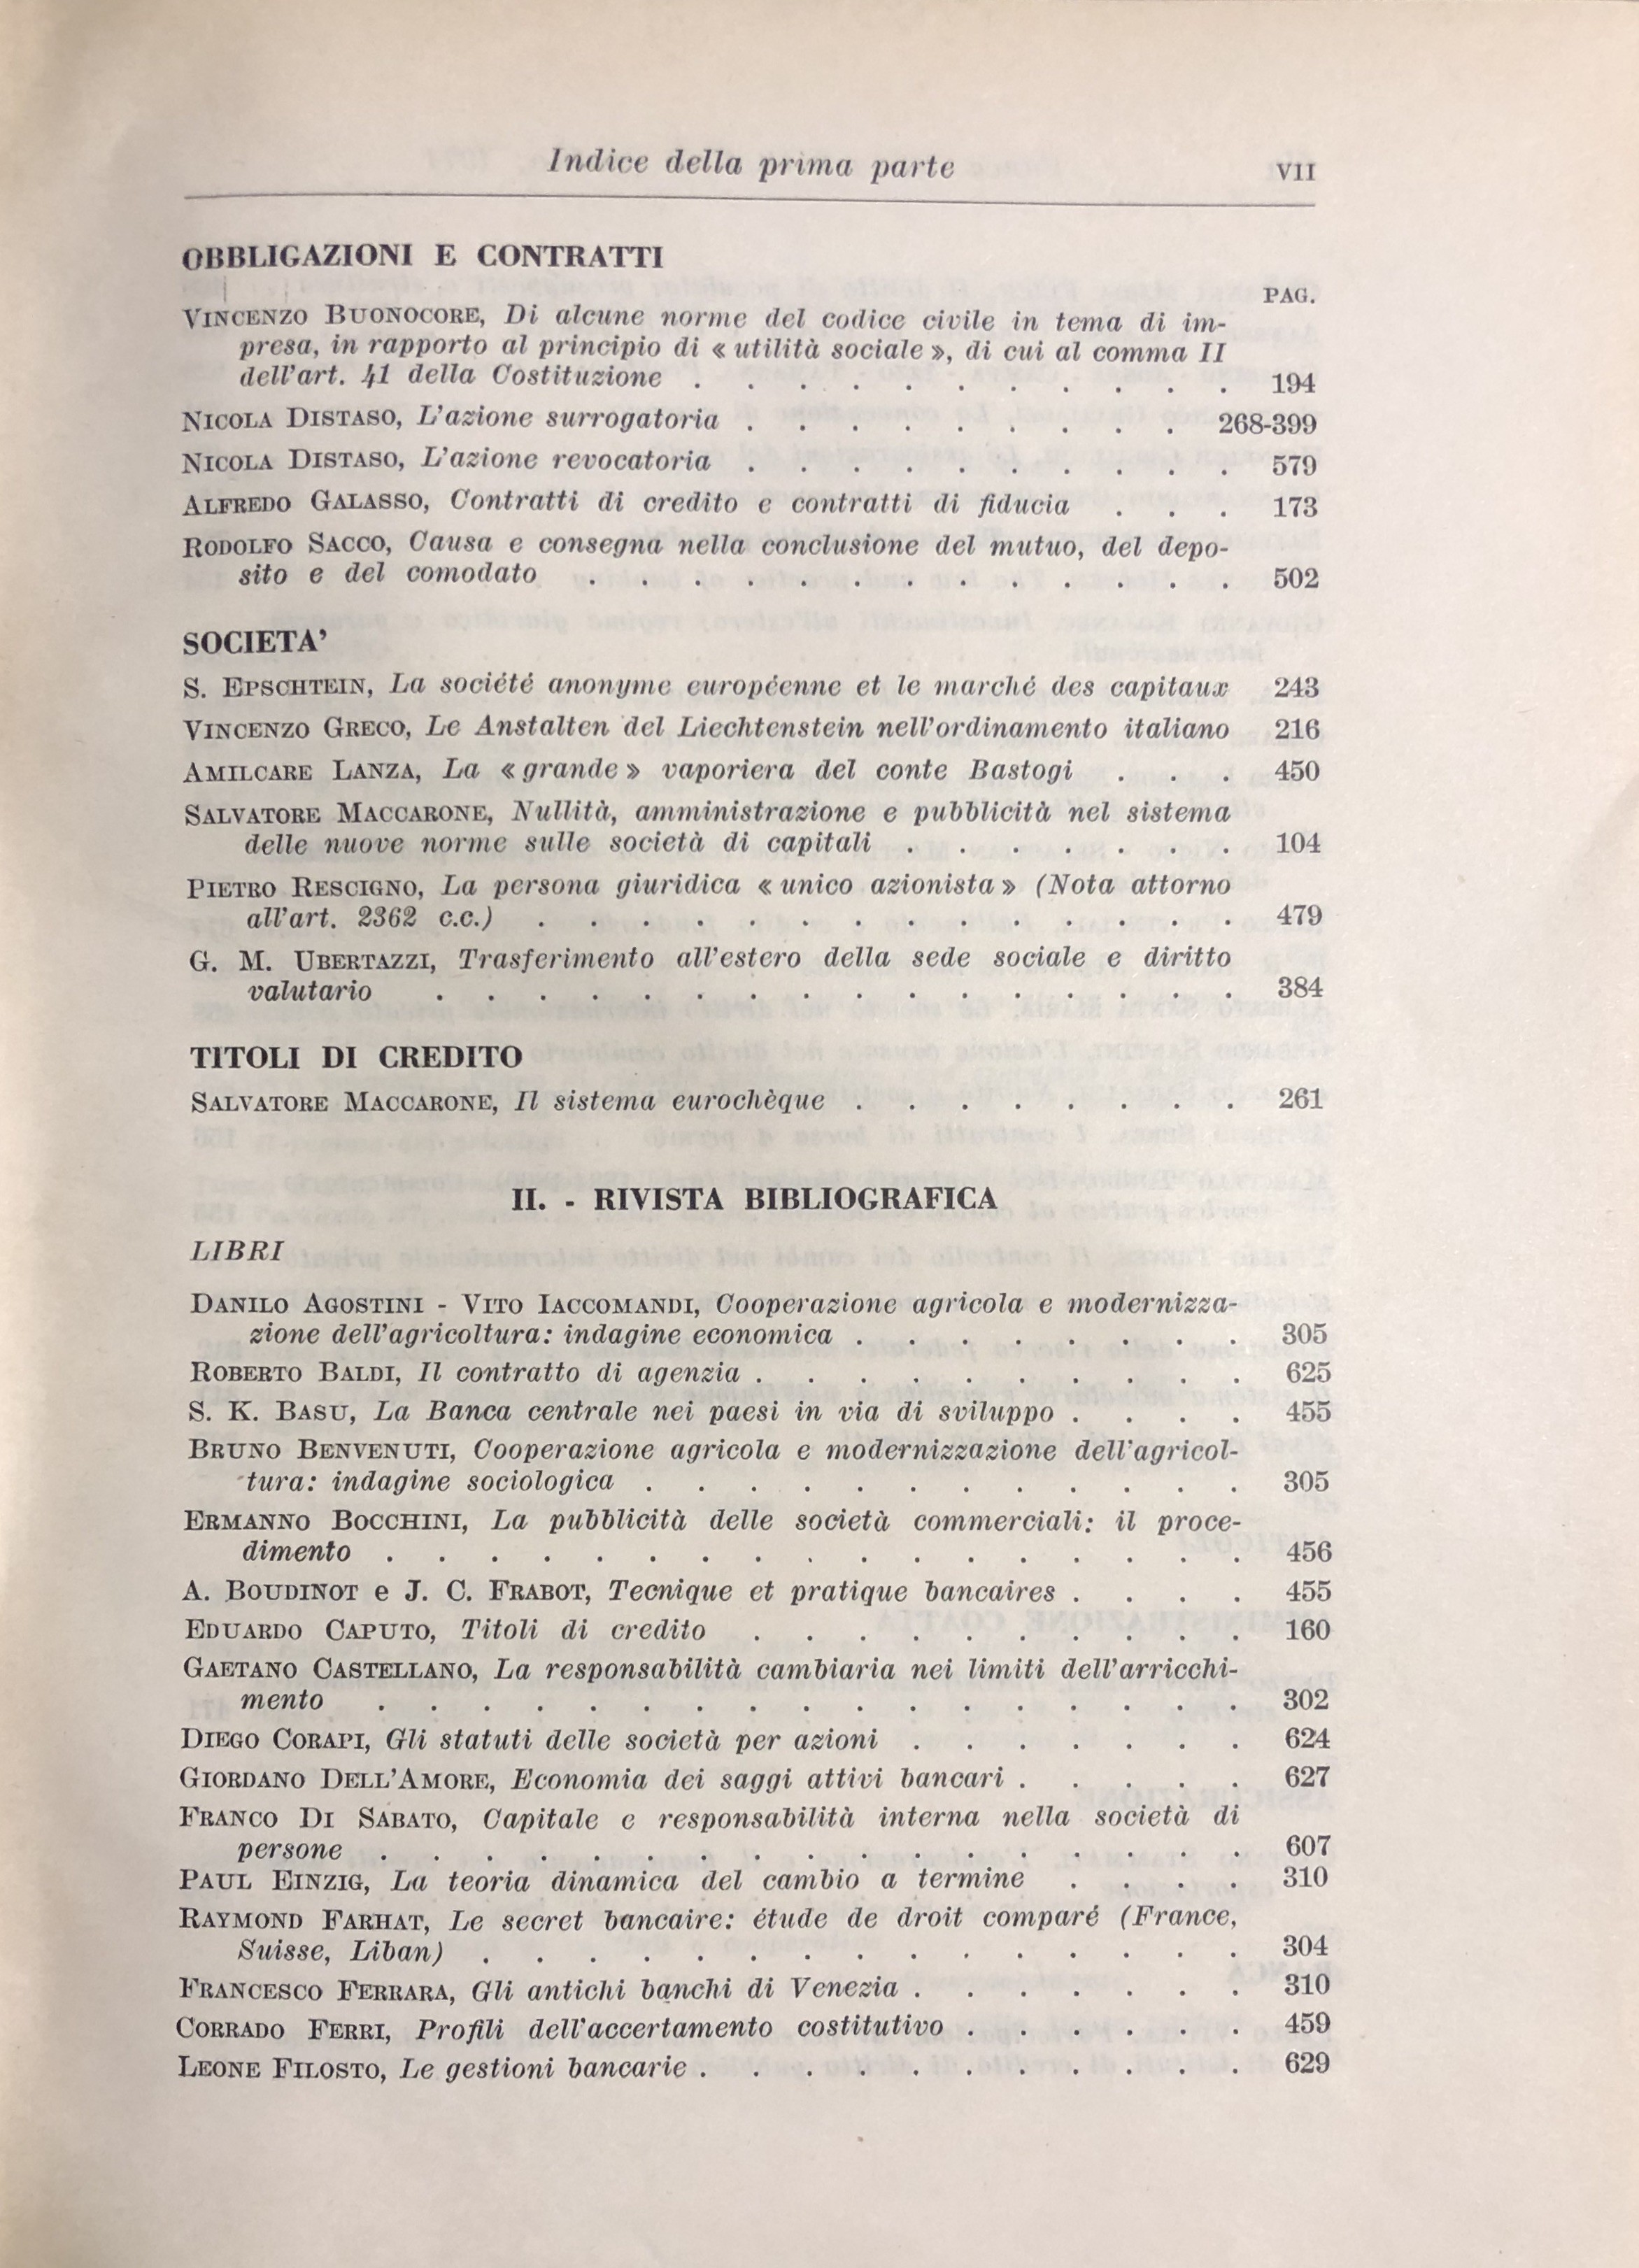 Indice della prima parte VII
OBBLIGAZIONI E CONTRATTI
PAG.
VINCENZO BUONOCORE, Di alcune norme del codice civile in tema di im-
presa, in rapporto al principio di « utilità sociale », di cui al comma II
dell'art. 41 della Costituzione . . . . . . . . . . . 194
NICOLA DISTASO, L'azione surrogatoria . . . . . . . . . 268-399
NICOLA DISTASO, L'azione revocatoria . . . . . . . . . . 579
ALFREDO GALASSO, Contratti di credito e contratti di fiducia . . . 173
RODOLFO SACCO, Causa e consegna nella conclusione del mutuo, del depo-
sito e del comodato . . . . . . . . . . . . . 502
SOCIETA'
S. EPSCHTEIN, La société anonyme européenne et le marché des capitaux 243
VINCENZO GRECO, Le Anstalten del Liechtenstein nell'ordinamento italiano 216
AMILCARE LANZA, La « grande » vaporiera del conte Bastogi . . . 450
SALVATORE MACCARONE, Nullità, amministrazione e pubblicità nel sistema
delle nuove norme sulle società di capitali . . . . . . . 104
PIETRO RESCIGNO, La persona giuridica « unico azionista » (Nota attorno
all'art. 2362 c.c.) . . . . . . . . . . . . . . 479
G. M. UBERTAZZI, Trasferimento all'estero della sede sociale e diritto
valutario . . . . . . . . . . . . . . . . 384
TITOLI DI CREDITO
SALVATORE MACCARONE, Il sistema eurochèque . . . . . . . . 261
II. - RIVISTA BIBLIOGRAFICA
LIBRI
DANILO AGOSTINI - VITO IACCOMANDI, Cooperazione agricola e modernizza-
zione dell'agricoltura: indagine economica . . . . . . . . 305
ROBERTO BALDI, Il contratto di agenzia . . . . . . . . . . 625
S. K. BASU, La Banca centrale nei paesi in via di sviluppo . . . . 455
BRUNO BENVENUTI, Cooperazione agricola e modernizzazione dell'agricol-
tura: indagine sociologica . . . . . . . . . . . . 305
ERMANNO BOCCHINI, La pubblicità delle società commerciali: il proce-
dimento . . . . . . . . . . . . . . . . . 456
A. BOUDINOT e J. C. FRABOT, Tecnique et pratique bancaires . . . . 455
EDUARDO CAPUTO, Titoli di credito . . . . . . . . . . 160
GAETANO CASTELLANO, La responsabilità cambiaria nei limiti dell'arricchi-
mento . . . . . . . . . . . . . . . . . 302
DIEGO CORAPI, Gli statuti delle società per azioni . . . . . . . 624
GIORDANO DELL'AMORE, Economia dei saggi attivi bancari . . . . . 627
FRANCO DI SABATO, Capitale e responsabilità interna nella società di
persone . . . . . . . . . . . . . . . . . 607
PAUL EINZIG, La teoria dinamica del cambio a termine . . . . 310
RAYMOND FARHAT, Le secret bancaire: étude de droit comparé (France,
Suisse, Liban) . . . . . . . . . . . . . . . 304
FRANCESCO FERRARA, Gli antichi banchi di Venezia . . . . . . . 310
CORRADO FERRI, Profili dell'accertamento costitutivo . . . . . . 459
LEONE FILOSTO, Le gestioni bancarie . . . . . . . . . . . 629